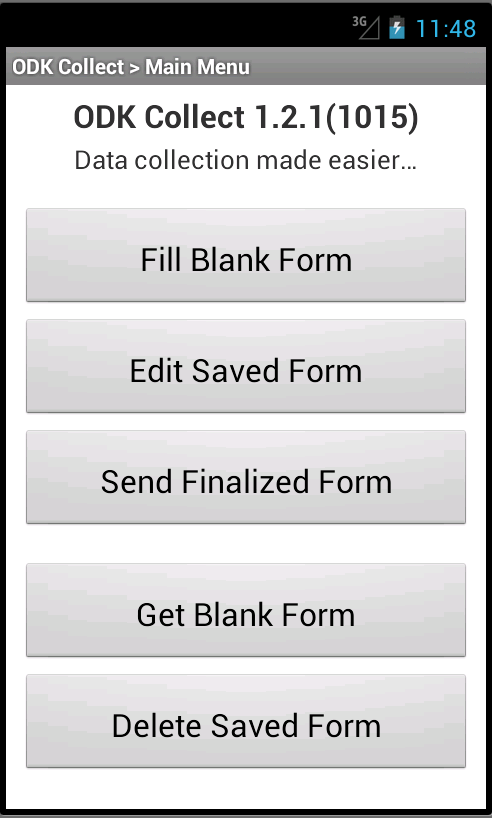 3G 11:48
ODK Collect > Main Menu
ODK Collect 1.2.1(1015)
Data collection made easier...
Fill Blank Form
Edit Saved Form
Send Finalized Form
Get Blank Form
Delete Saved Form